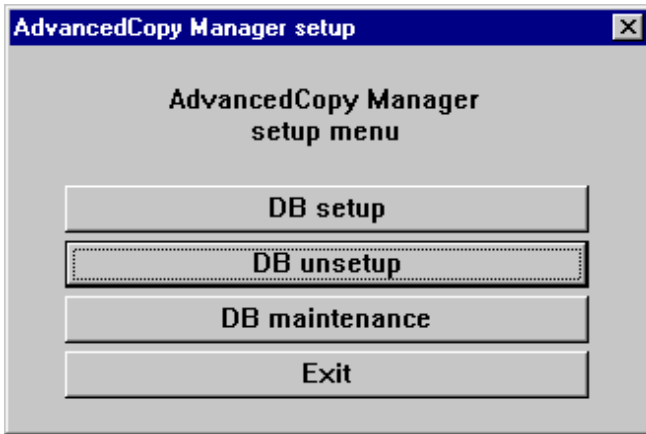 AdvancedCopy Manager setup
AdvancedCopy Manager
setup menu
DB setup
DB unsetup
DB maintenance
Exit